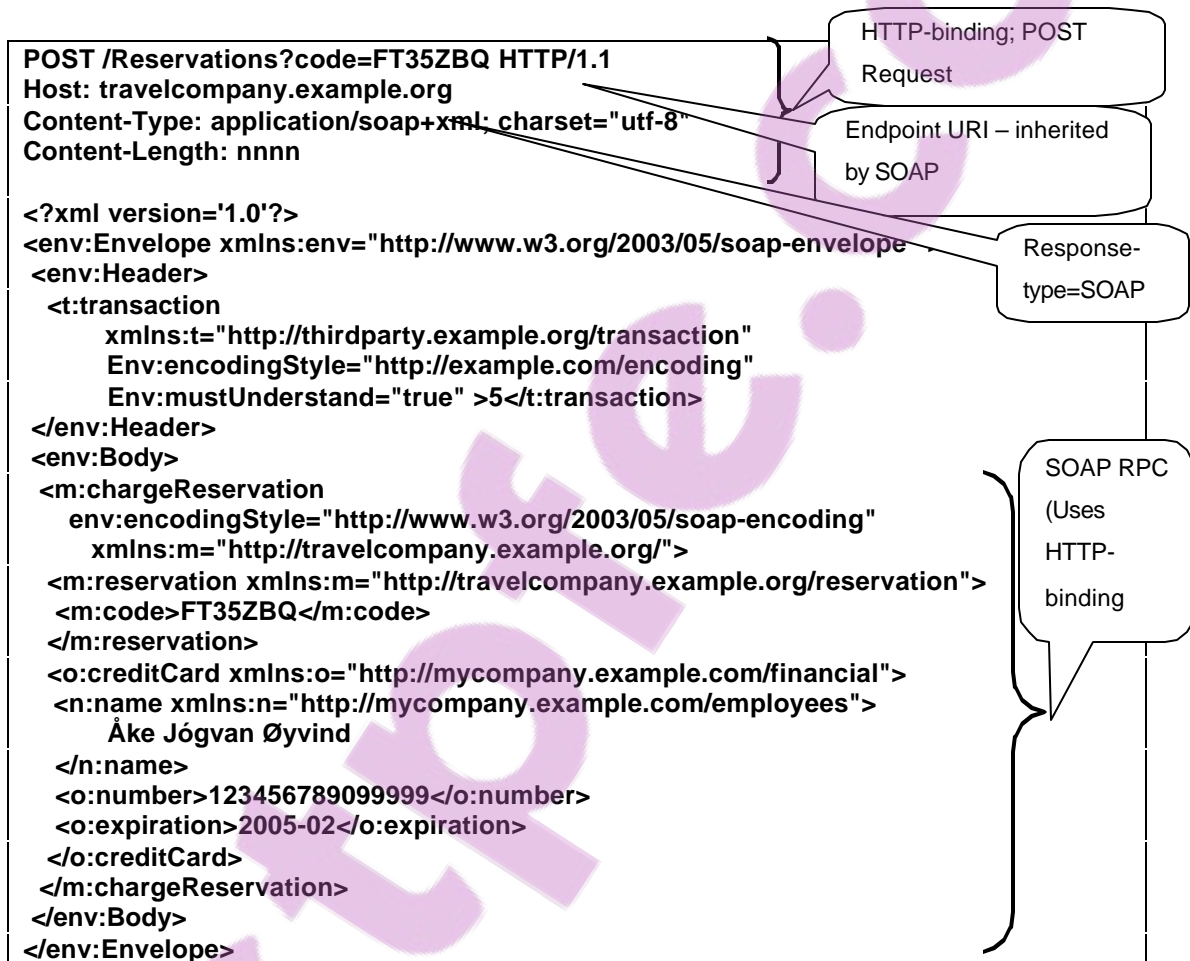 POST /Reservations?code=FT35ZBQ HTTP/1.1
Host: travelcompany.example.org
Content-Type: application/soap+xml; charset="utf-8"
Content-Length: nnnn
HTTP-binding; POST
Request
Endpoint URI – inherited
by SOAP
Response-
type=SOAP
<?xml version='1.0'?>
<env:Envelope xmlns:env="http://www.w3.org/2003/05/soap-envelope" >
<env:Header>
<t:transaction
xmlns:t="http://thirdparty.example.org/transaction"
Env:encodingStyle="http://example.com/encoding"
Env:mustUnderstand="true" >5</t:transaction>
</env:Header>
<env:Body>
<m:chargeReservation
env:encodingStyle="http://www.w3.org/2003/05/soap-encoding"
xmlns:m="http://travelcompany.example.org/">
<m:reservation xmlns:m="http://travelcompany.example.org/reservation">
<m:code>FT35ZBQ</m:code>
</m:reservation>
<o:creditCard xmlns:o="http://mycompany.example.com/financial">
<n:name xmlns:n="http://mycompany.example.com/employees">
Åke Jógvan Øyvind
</n:name>
<o:number>123456789099999</o:number>
<o:expiration>2005-02</o:expiration>
</o:creditCard>
</m:chargeReservation>
</env:Body>
</env:Envelope>
SOAP RPC
(Uses
HTTP-
binding
tpfe.c